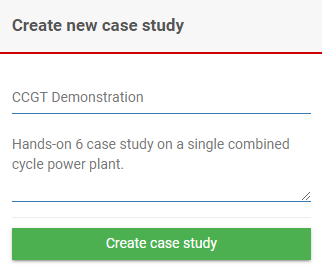 Create new case study
CCGT Demonstration
Hands-on 6 case study on a single combined
cycle power plant.
Create case study